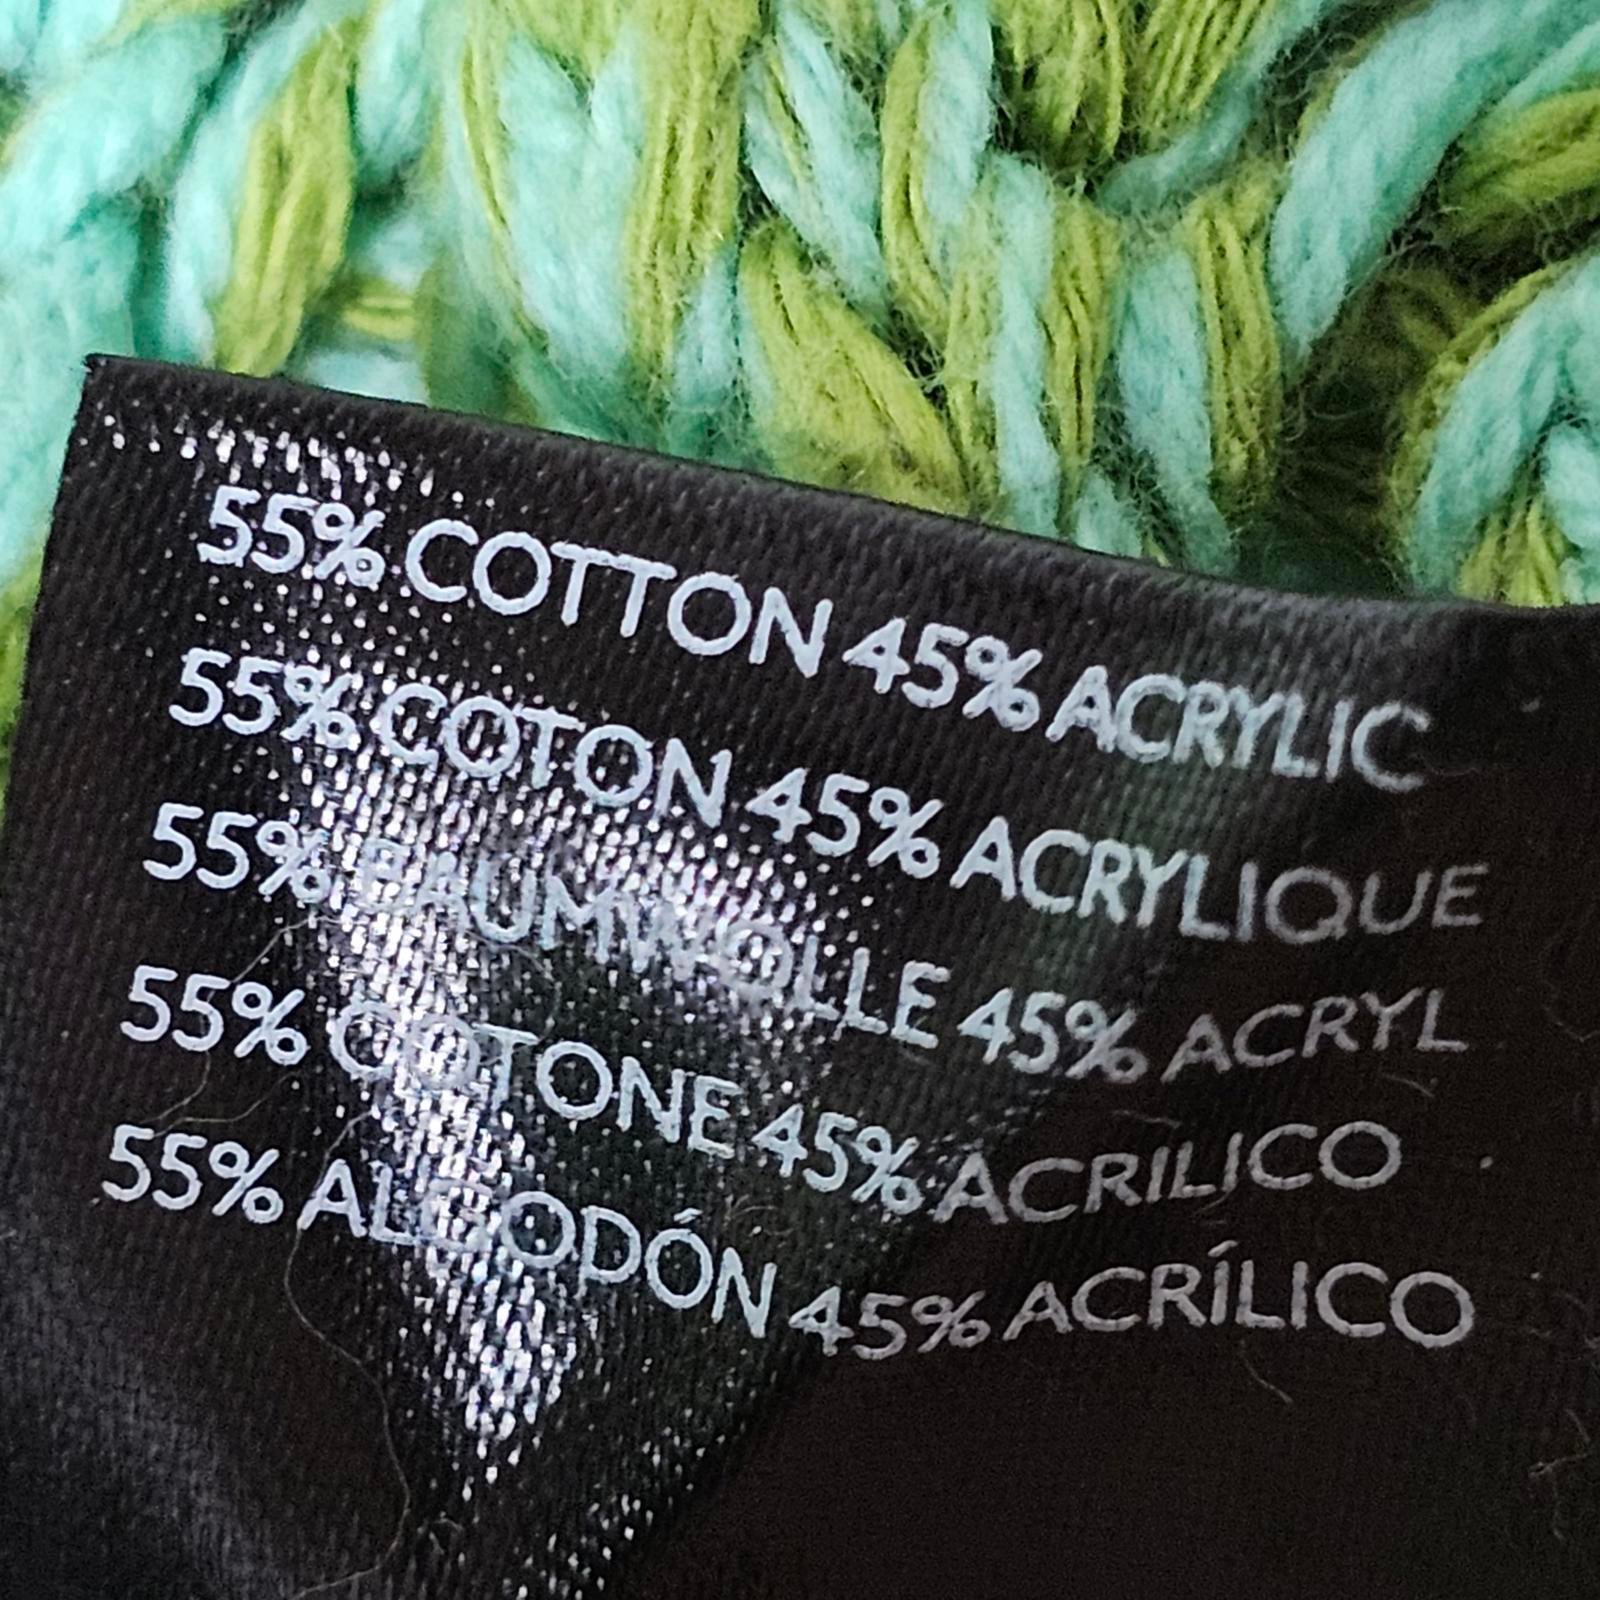 55% COTTON 45% ACRYLIC
55% COTON 45% ACRYLIQUE
55% BAUMWOLLE 45% ACRYL
55% COTONE 45% ACRILICO
55% ALGODÓN 45% ACRÍLICO